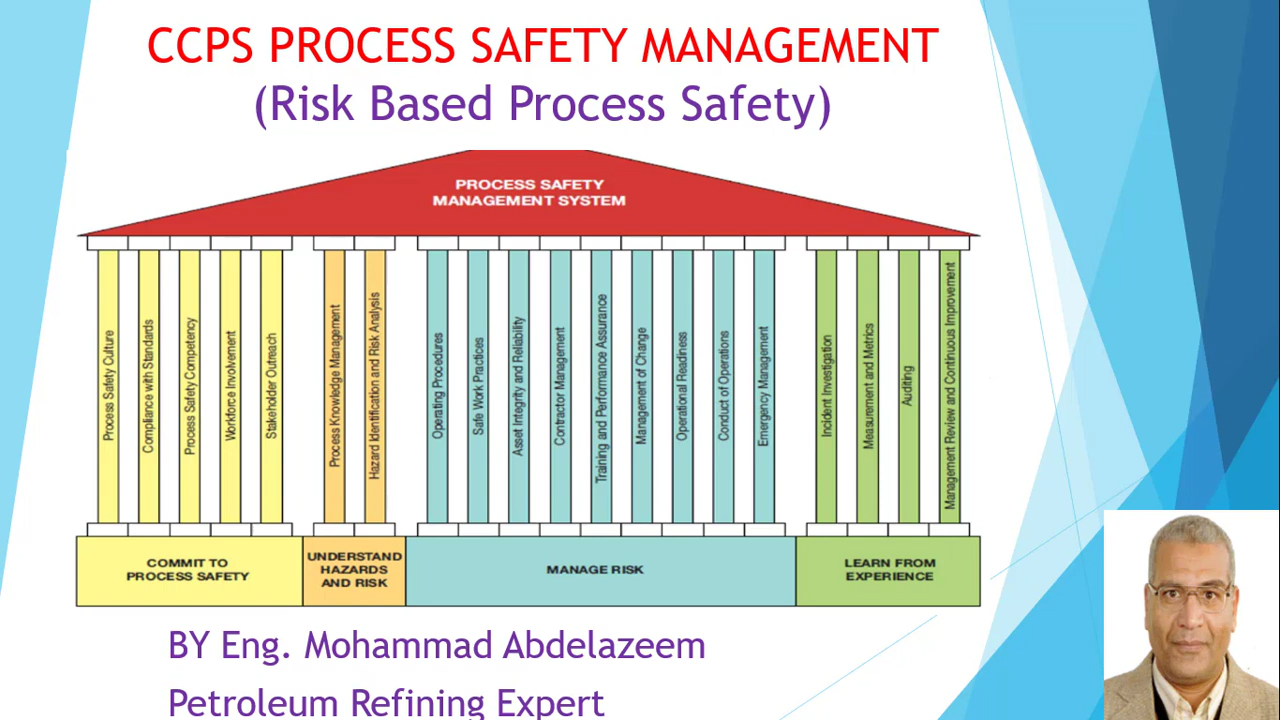 CCPS PROCESS SAFETY MANAGEMENT
(Risk Based Process Safety)
PROCESS SAFETY
MANAGEMENT SYSTEM
Process Safety Culture
Compliance with Standards
Process Safety Competency
Workforce Involvement
Stakeholder Outreach
Process Knowledge Management
Hazard Identification and Risk Analysis
Operating Procedures
Safe Work Practices
Asset Integrity and Reliability
Contractor Management
Training and Performance Assurance
Management of Change
Operational Readiness
Conduct of Operations
Emergency Management
Incident Investigation
Measurement and Metrics
Auditing
Management Review and Continuous Improvement
COMMIT TO
PROCESS SAFETY
UNDERSTAND
HAZARDS
AND RISK
MANAGE RISK
LEARN FROM
EXPERIENCE
BY Eng. Mohammad Abdelazeem
Petroleum Refining Expert